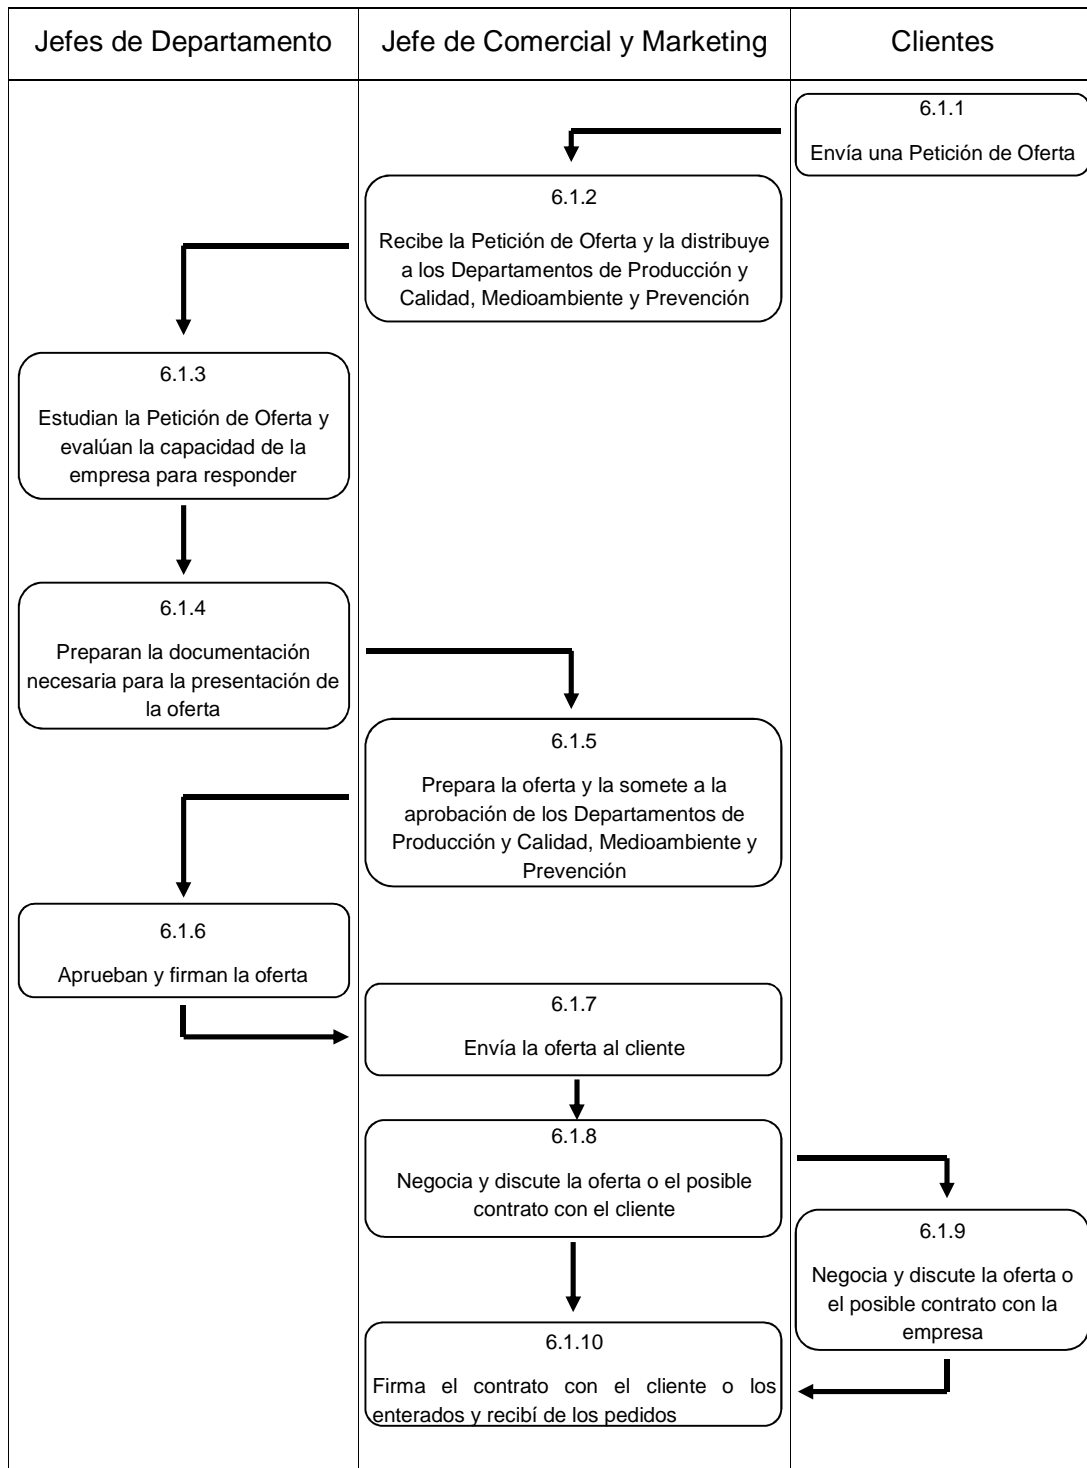 Jefes de Departamento
Jefe de Comercial y Marketing
Clientes
6.1.1
Envía una Petición de Oferta
6.1.2
Recibe la Petición de Oferta y la distribuye
a los Departamentos de Producción y
Calidad, Medioambiente y Prevención
6.1.3
Estudian la Petición de Oferta y
evalúan la capacidad de la
empresa para responder
6.1.4
Preparan la documentación
necesaria para la presentación de
la oferta
6.1.5
Prepara la oferta y la somete a la
aprobación de los Departamentos de
Producción y Calidad, Medioambiente y
Prevención
6.1.6
Aprueban y firman la oferta
6.1.7
Envía la oferta al cliente
6.1.8
Negocia y discute la oferta o el posible
contrato con el cliente
6.1.9
Negocia y discute la oferta o
el posible contrato con la
empresa
6.1.10
Firma el contrato con el cliente o los
enterados y recibí de los pedidos